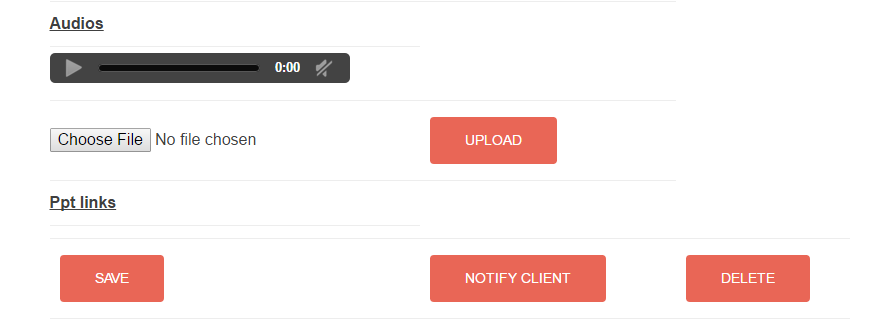 Audios
0:00
Choose File No file chosen UPLOAD
Ppt links
SAVE NOTIFY CLIENT DELETE